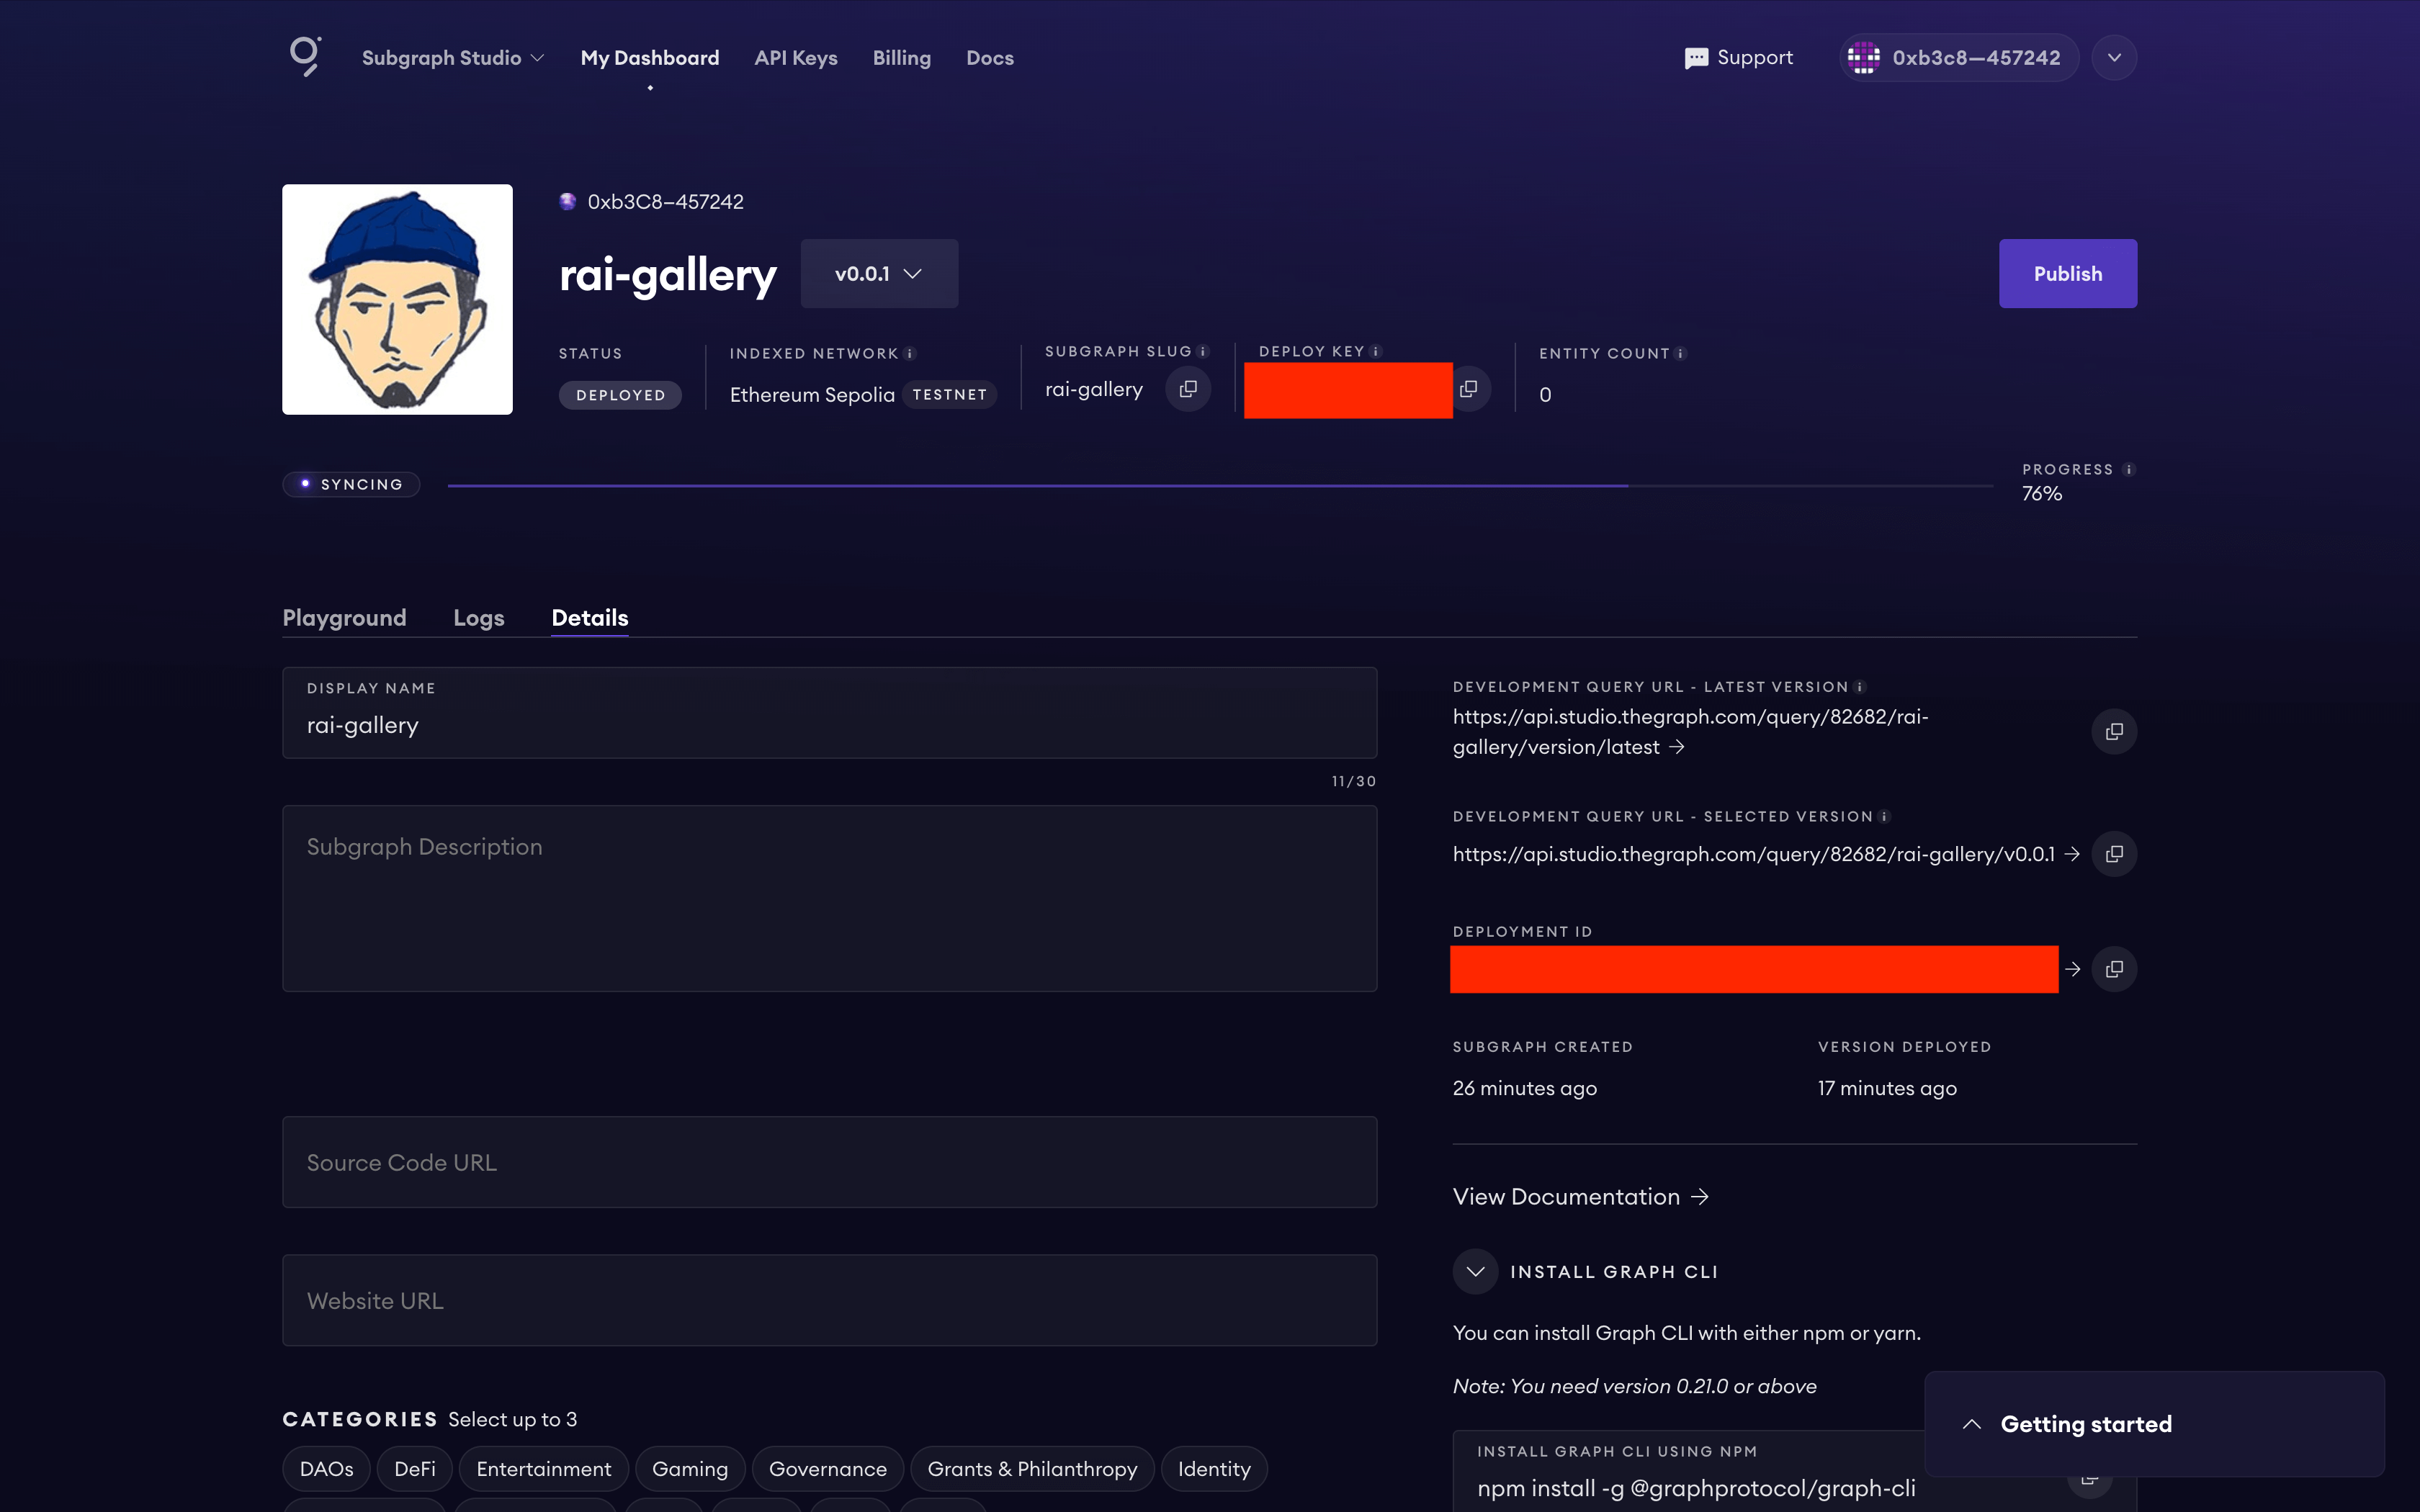 Subgraph Studio My Dashboard API Keys Billing Docs Support 0xb3c8—457242
0xb3C8—457242
rai-gallery v0.0.1 Publish
STATUS INDEXED NETWORK SUBGRAPH SLUG DEPLOY KEY ENTITY COUNT
DEPLOYED Ethereum Sepolia TESTNET rai-gallery 0
SYNCING PROGRESS
76%
Playground Logs Details
DISPLAY NAME
rai-gallery
11/30
Subgraph Description
Source Code URL
Website URL
CATEGORIES Select up to 3
DAOs DeFi Entertainment Gaming Governance Grants & Philanthropy Identity
DEVELOPMENT QUERY URL - LATEST VERSION
https://api.studio.thegraph.com/query/82682/rai-
gallery/version/latest →
DEVELOPMENT QUERY URL - SELECTED VERSION
https://api.studio.thegraph.com/query/82682/rai-gallery/v0.0.1 →
DEPLOYMENT ID
→
SUBGRAPH CREATED VERSION DEPLOYED
26 minutes ago 17 minutes ago
View Documentation →
INSTALL GRAPH CLI
You can install Graph CLI with either npm or yarn.
Note: You need version 0.21.0 or above
INSTALL GRAPH CLI USING NPM
npm install -g @graphprotocol/graph-cli
Getting started